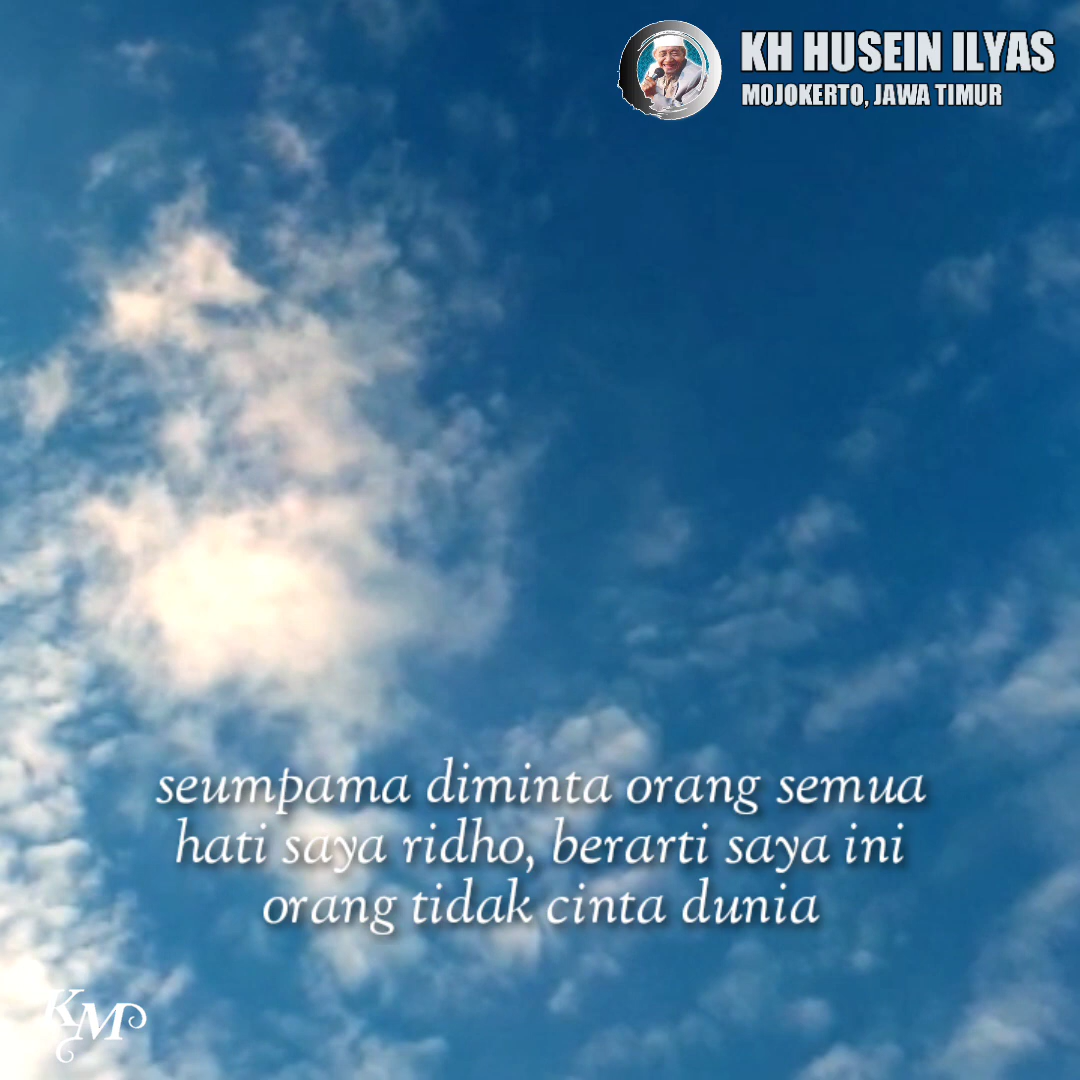 KH HUSEIN ILYAS
MOJOKERTO, JAWA TIMUR
seumpama diminta orang semua
hati saya ridho, berarti saya ini
orang tidak cinta dunia
KM